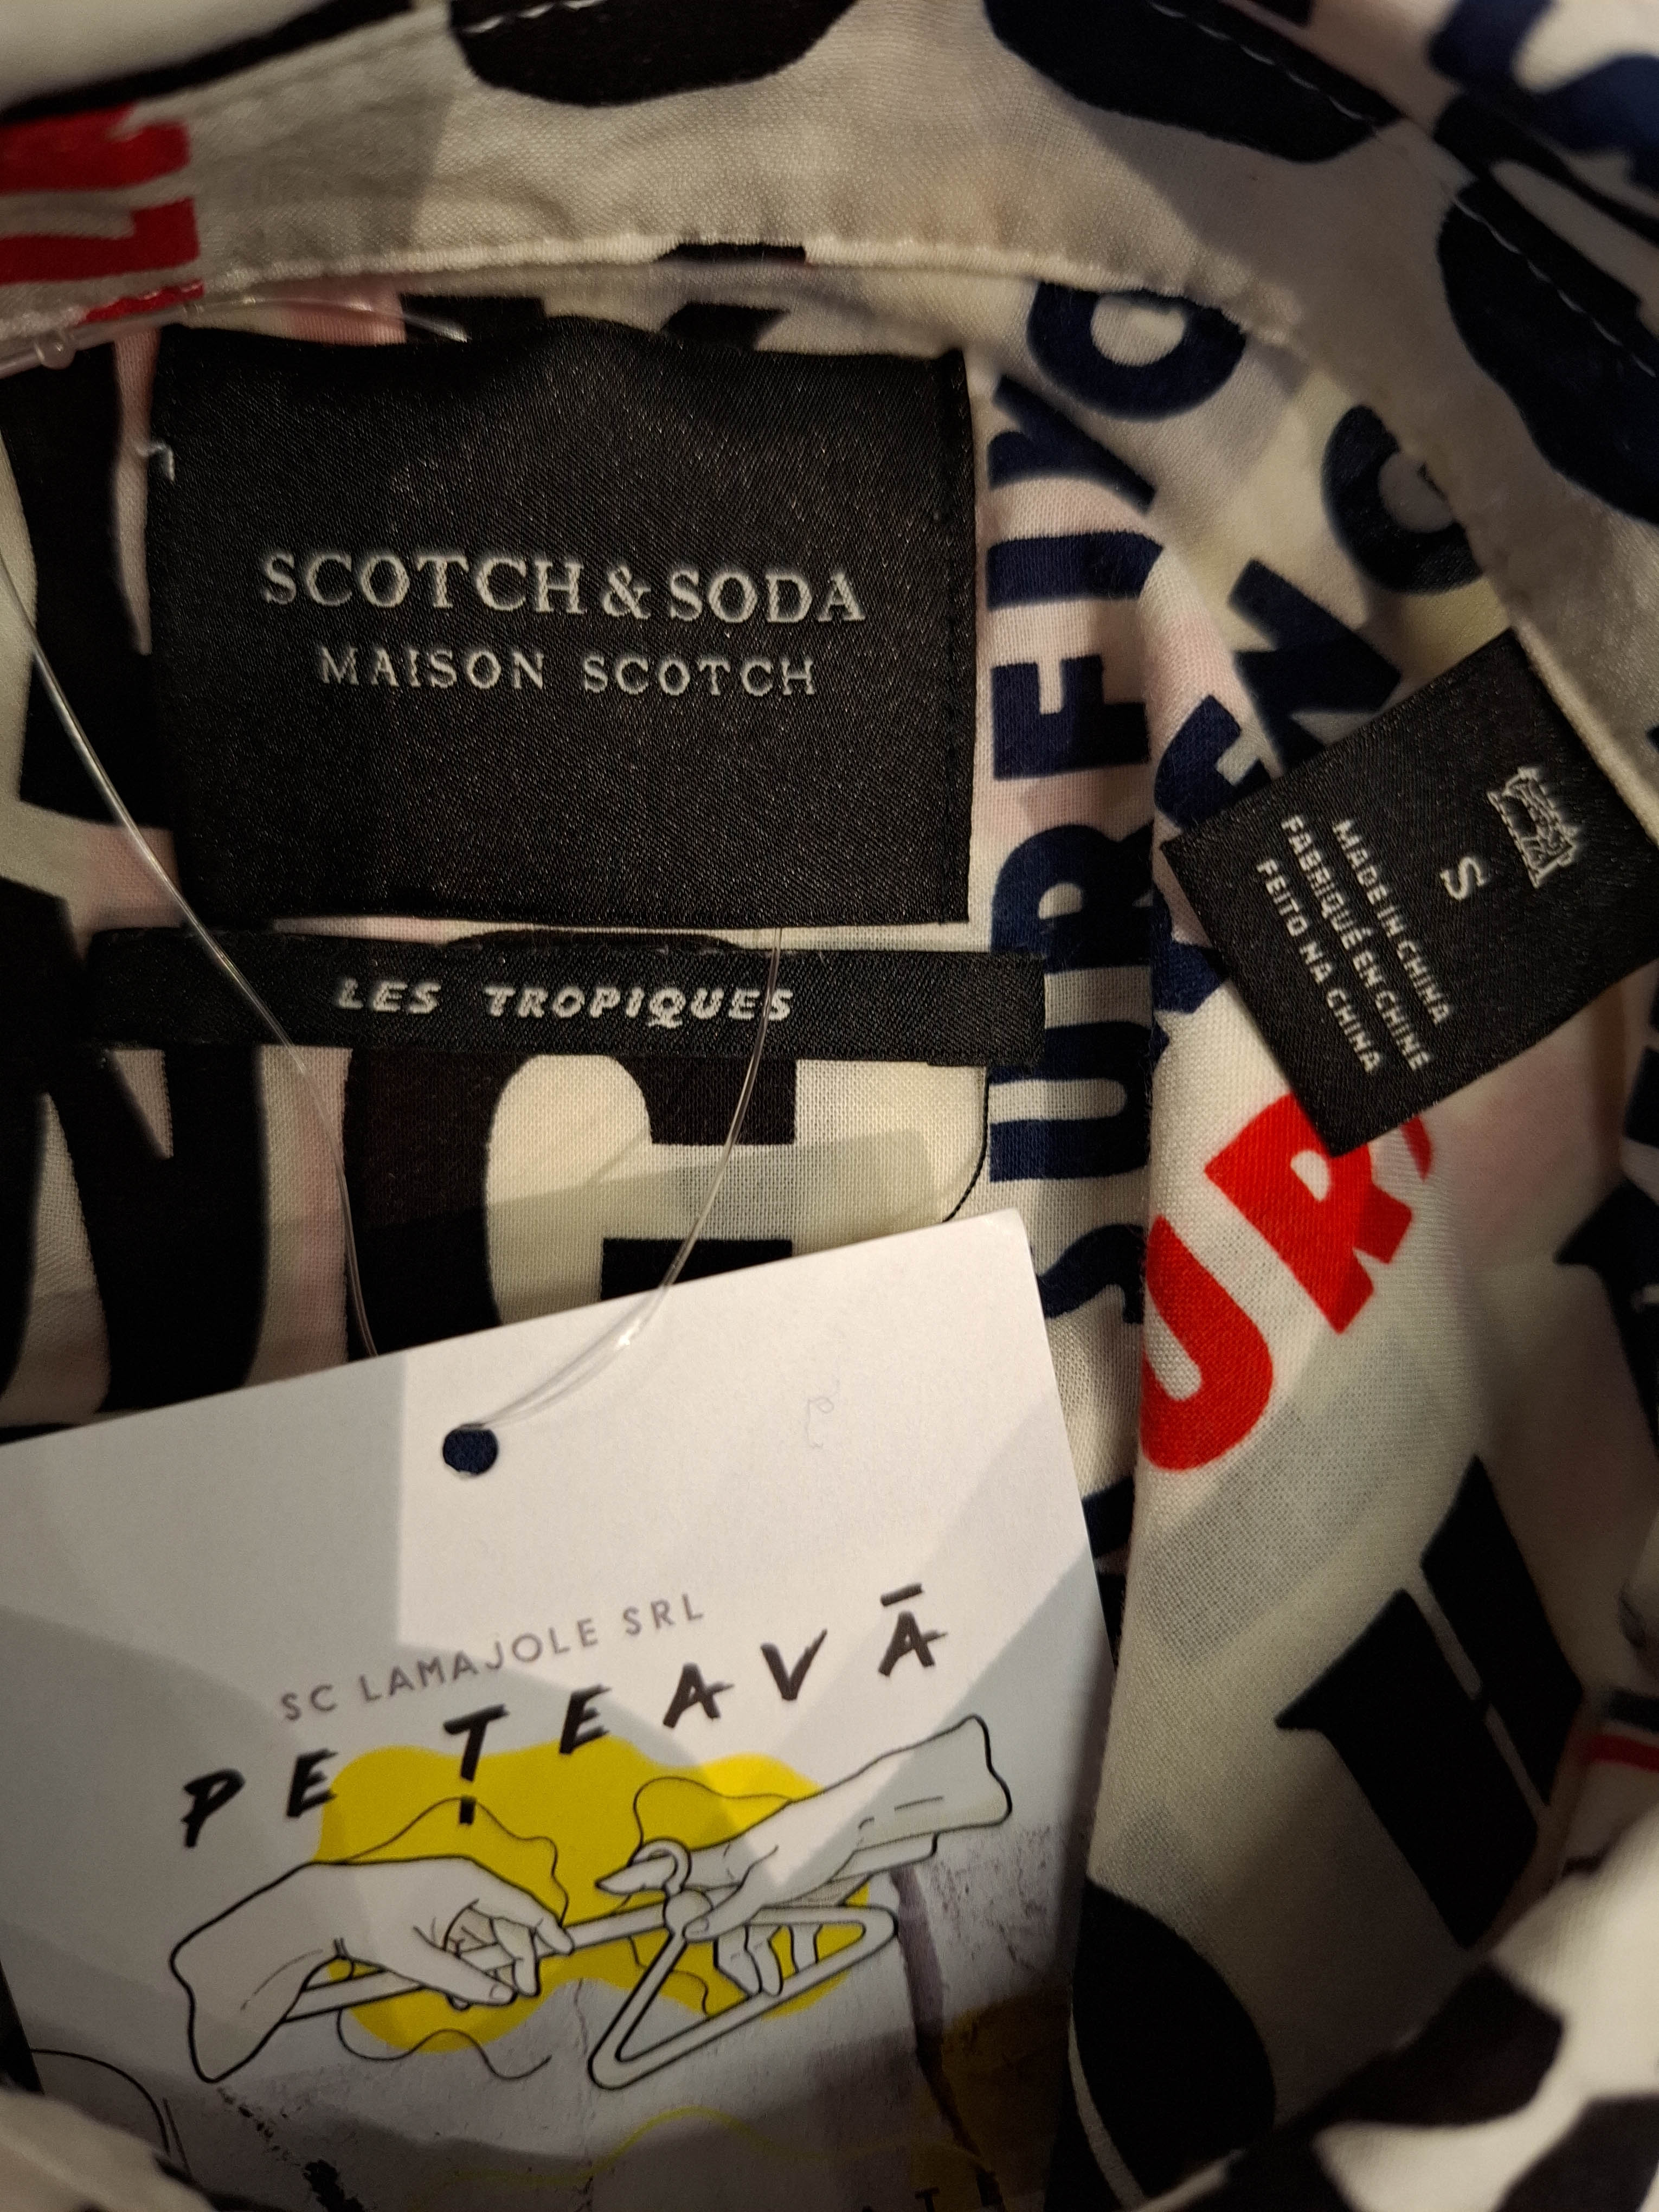 SCOTCH & SODA
MAISON SCOTCH
LES TROPIQUES
S
MADE IN CHINA
FABRIQUÉ EN CHINE
FEITO NA CHINA
SC LAMAJOLE SRL
PE TEAVĀ